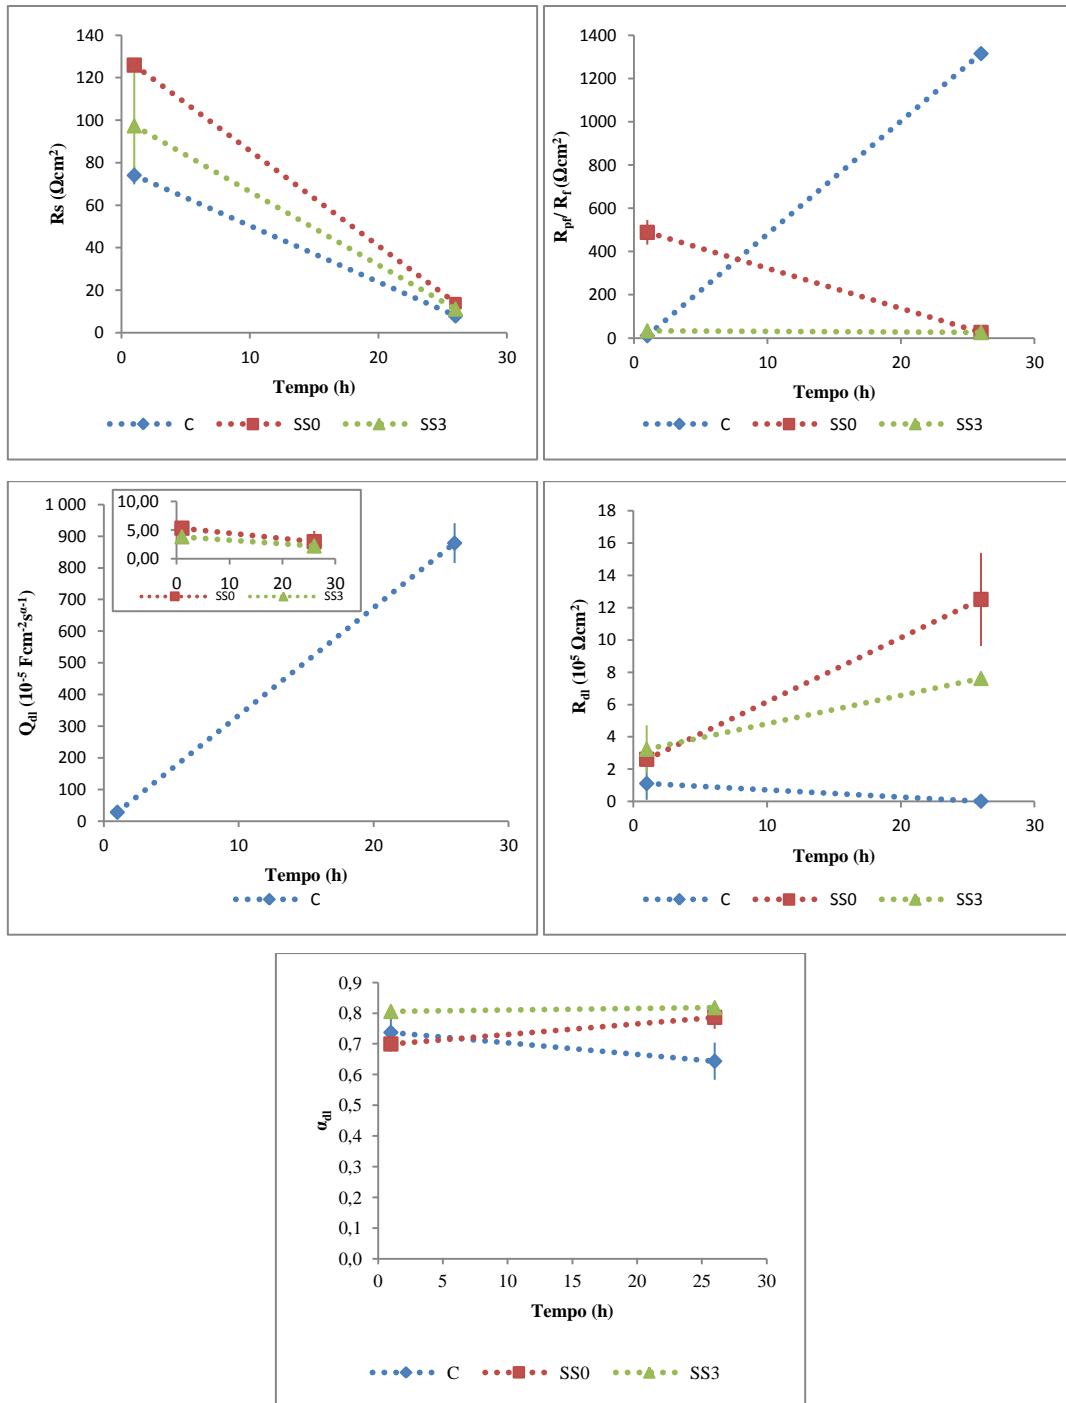 Rs (Ωcm²)
140
120
100
80
60
40
20
0
0 10 20 30
Tempo (h)
C SS0 SS3
R_pf/ R_f (Ωcm²)
1400
1200
1000
800
600
400
200
0
0 10 20 30
Tempo (h)
C SS0 SS3
Q_dl (10⁻⁵ Fcm⁻²s^α⁻¹)
1 000
900
800
700
600
500
400
300
200
100
0
0 10 20 30
Tempo (h)
C
10,00
5,00
0,00
0 10 20 30
SS0 SS3
R_dl (10⁵ Ωcm²)
18
16
14
12
10
8
6
4
2
0
0 10 20 30
Tempo (h)
C SS0 SS3
α_dl
0,9
0,8
0,7
0,6
0,5
0,4
0,3
0,2
0,1
0,0
0 5 10 15 20 25 30
Tempo (h)
C SS0 SS3